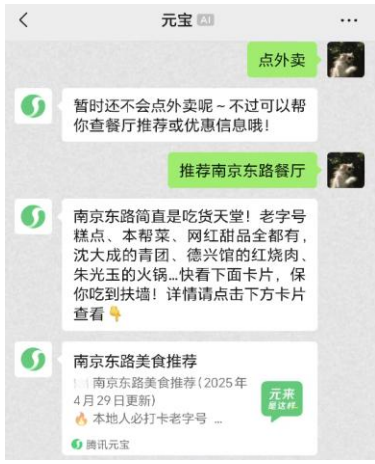 元宝 AI
点外卖
暂时还不会点外卖呢~不过可以帮
你查餐厅推荐或优惠信息哦!
推荐南京东路餐厅
南京东路简直是吃货天堂!老字号
糕点、本帮菜、网红甜品全都有,
沈大成的青团、德兴馆的红烧肉、
朱光玉的火锅...快看下面卡片,保
你吃到扶墙!详情请点击下方卡片
查看👇
南京东路美食推荐
🍽️ 南京东路美食推荐(2025年
4月29日更新)
🔥 本地人必打卡老字号 ...
元来
是这样
腾讯元宝